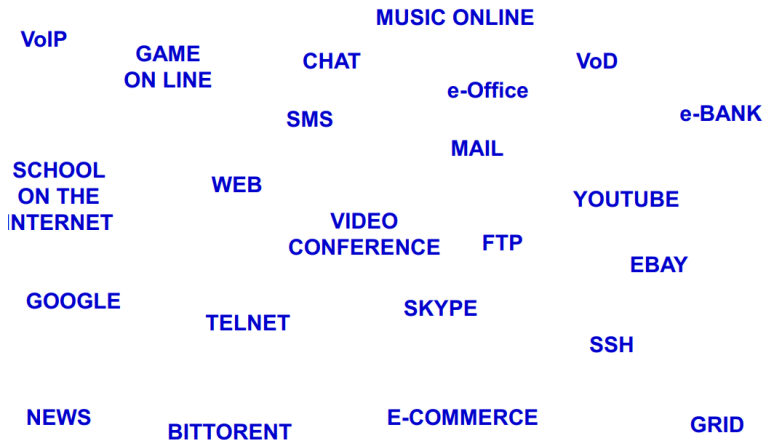 MUSIC ONLINE
VoIP
GAME
ON LINE
CHAT
VoD
e-Office
e-BANK
SMS
MAIL
SCHOOL
ON THE
INTERNET
WEB
YOUTUBE
VIDEO
CONFERENCE
FTP
EBAY
GOOGLE
SKYPE
TELNET
SSH
NEWS
BITTORENT
E-COMMERCE
GRID